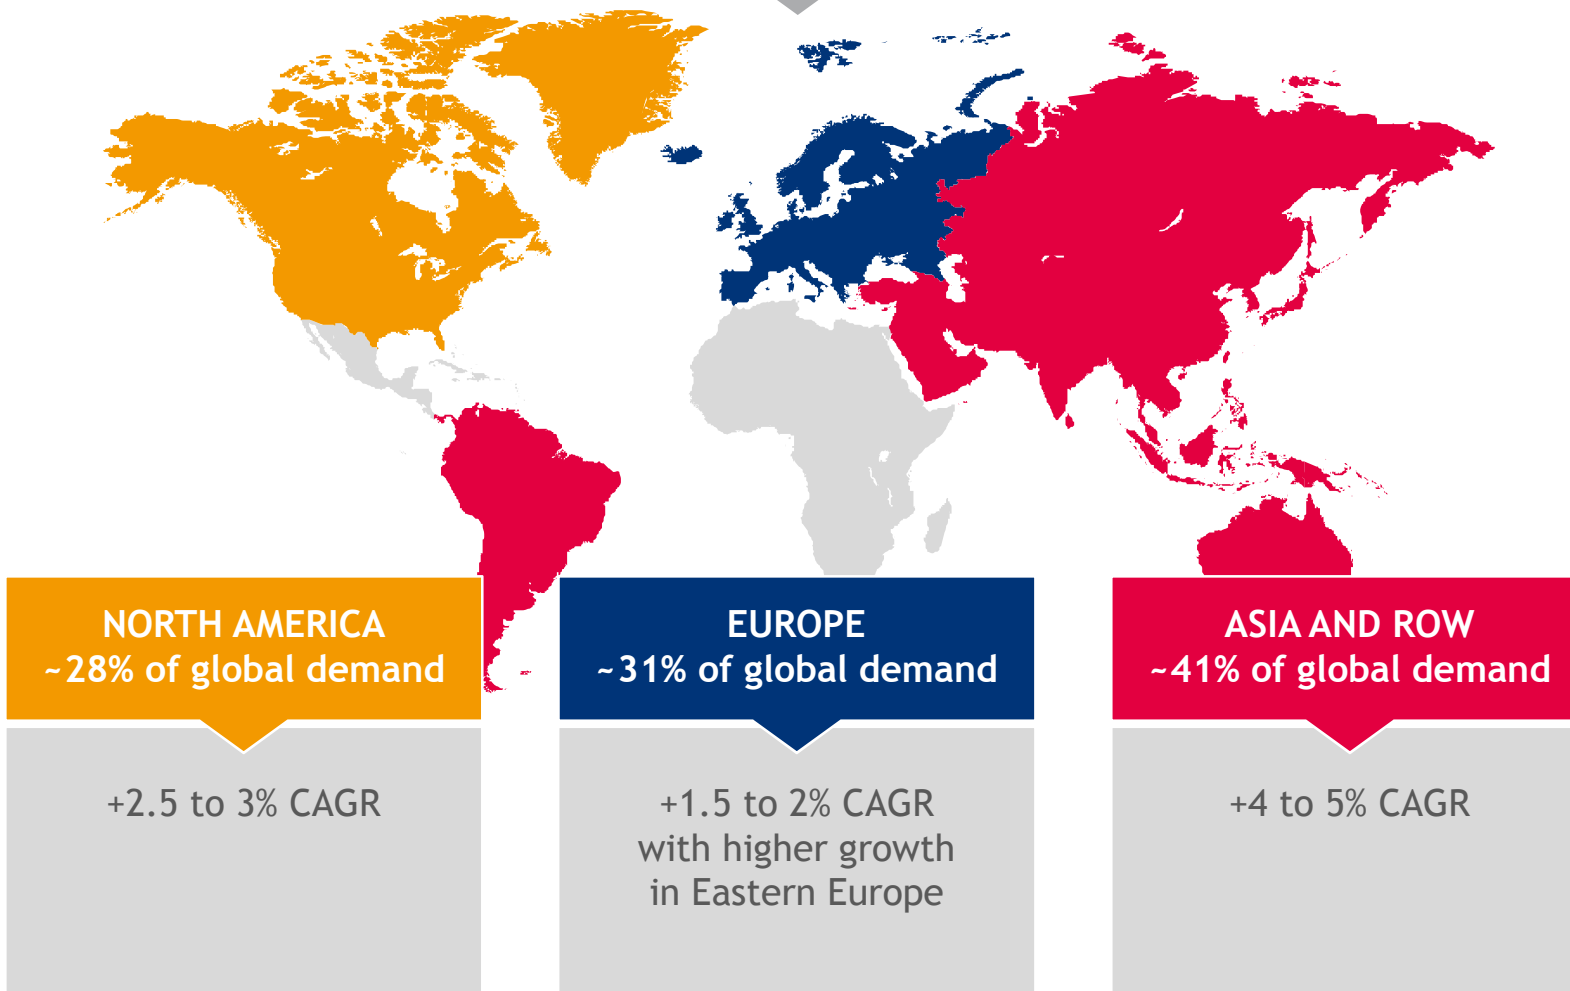 NORTH AMERICA
~28% of global demand
+2.5 to 3% CAGR
EUROPE
~31% of global demand
+1.5 to 2% CAGR
with higher growth
in Eastern Europe
ASIA AND ROW
~41% of global demand
+4 to 5% CAGR